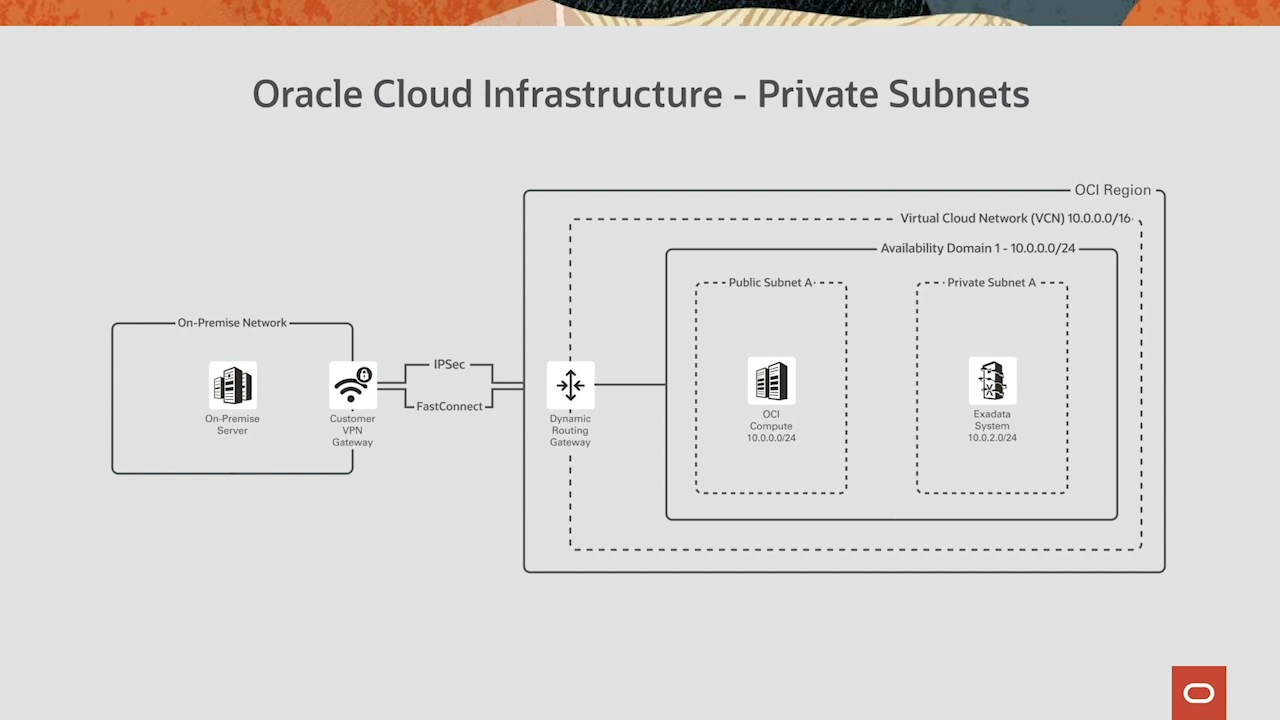 Oracle Cloud Infrastructure - Private Subnets
OCI Region
Virtual Cloud Network (VCN) 10.0.0.0/16
Availability Domain 1 - 10.0.0.0/24
Public Subnet A
Private Subnet A
On-Premise Network
IPSec
FastConnect
On-Premise
Server
Customer
VPN
Gateway
Dynamic
Routing
Gateway
OCI
Compute
10.0.0.0/24
Exadata
System
10.0.2.0/24